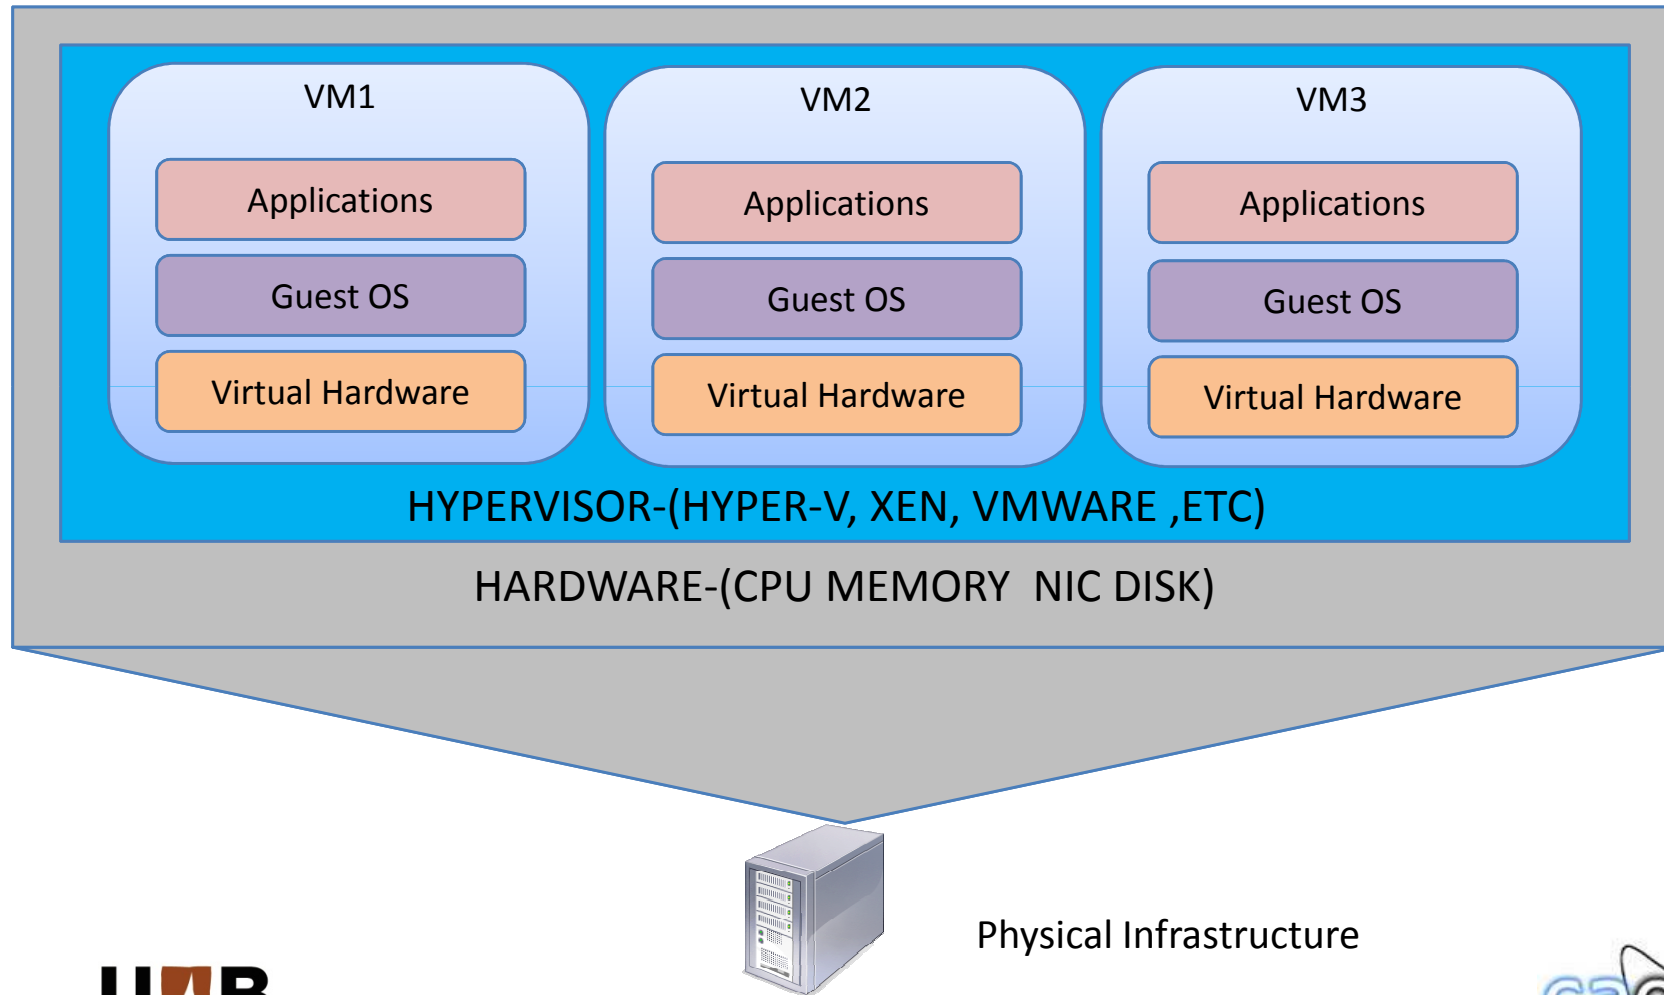 VM1
VM2
VM3
Applications
Applications
Applications
Guest OS
Guest OS
Guest OS
Virtual Hardware
Virtual Hardware
Virtual Hardware
HYPERVISOR-(HYPER-V, XEN, VMWARE ,ETC)
HARDWARE-(CPU MEMORY  NIC DISK)
Physical Infrastructure